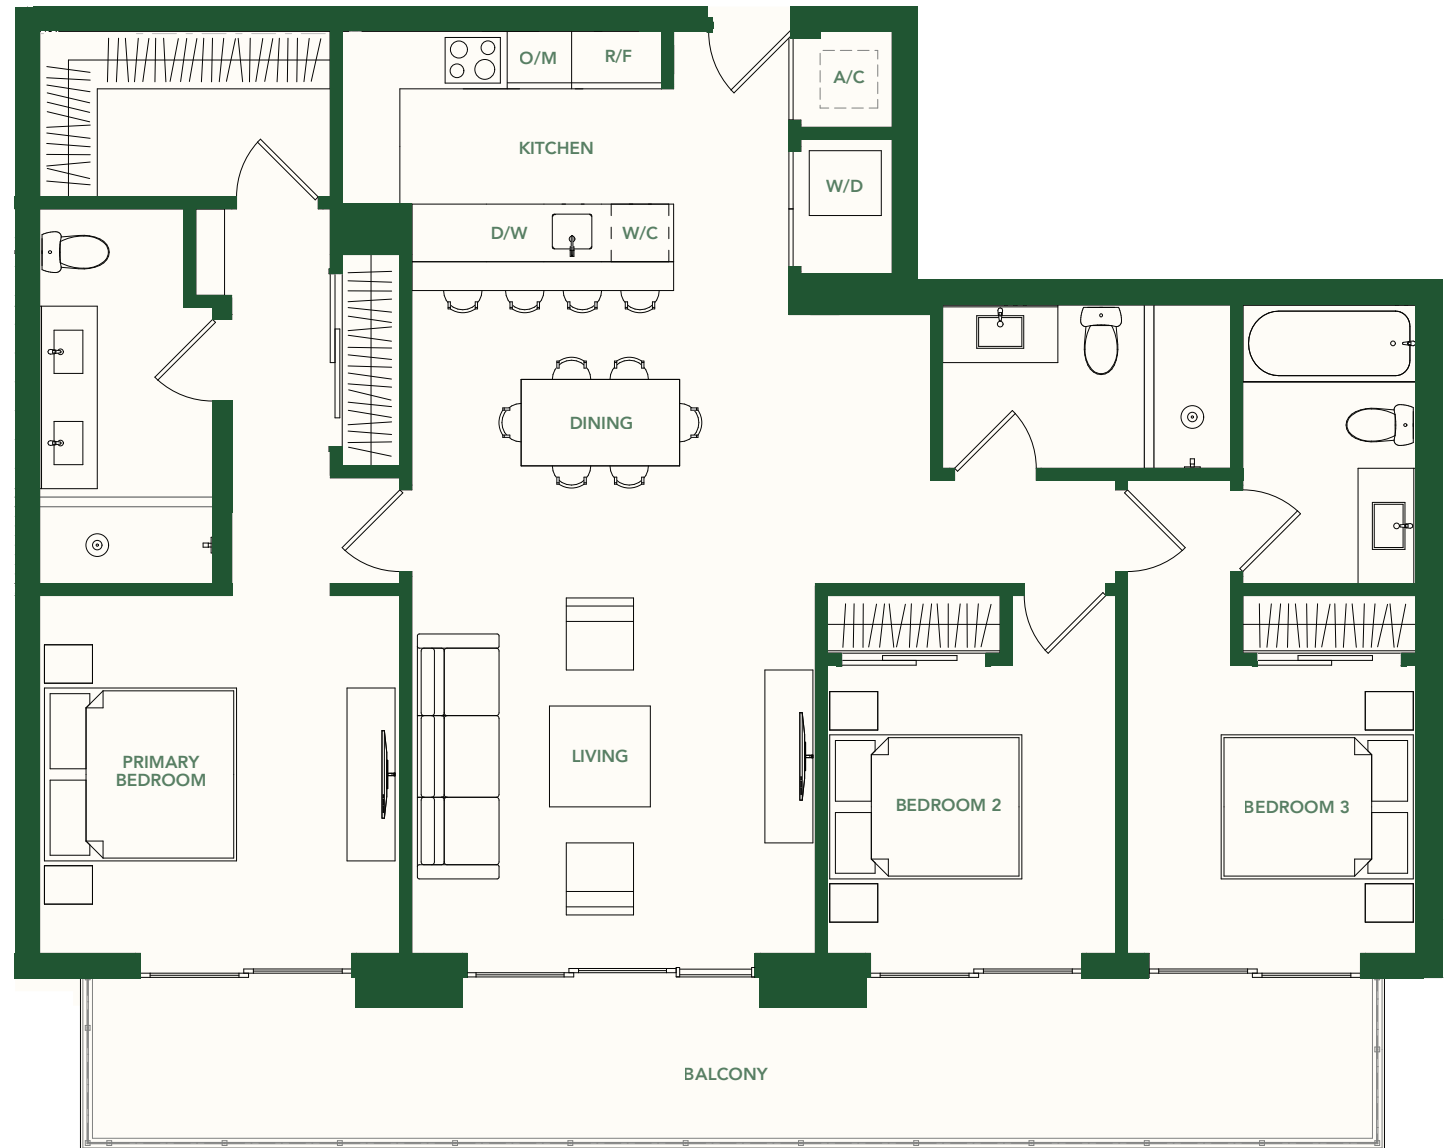 O/M
R/F
A/C
KITCHEN
W/D
D/W
W/C
DINING
PRIMARY
BEDROOM
LIVING
BEDROOM 2
BEDROOM 3
BALCONY